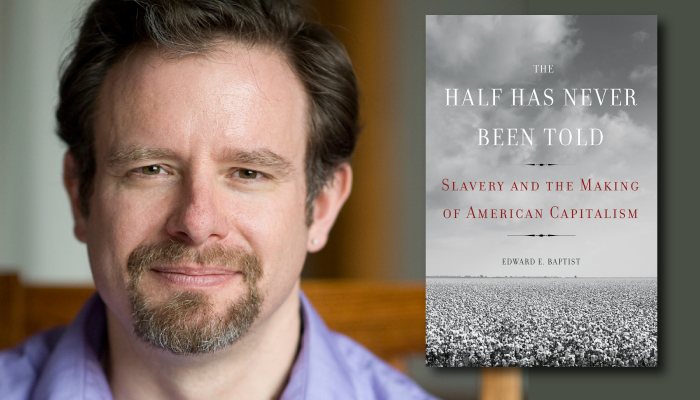 THE
HALF HAS NEVER
BEEN TOLD
SLAVERY AND THE MAKING
OF AMERICAN CAPITALISM
EDWARD E. BAPTIST